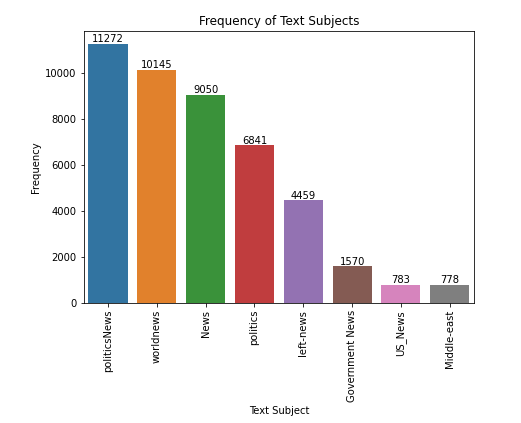 Frequency of Text Subjects
11272
10145
9050
6841
4459
1570
783
778
10000
8000
6000
4000
2000
0
Frequency
politicsNews
worldnews
News
politics
left-news
Government News
US_News
Middle-east
Text Subject